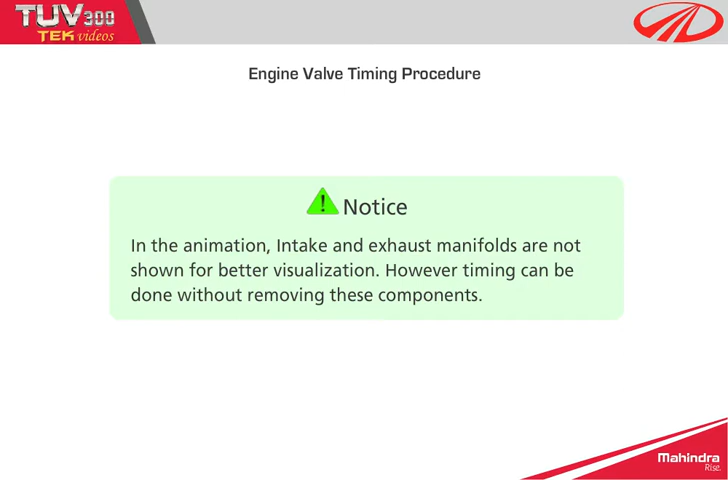 TUV300
TEK videos
Engine Valve Timing Procedure
! Notice
In the animation, Intake and exhaust manifolds are not
shown for better visualization. However timing can be
done without removing these components.
Mahindra
Rise.